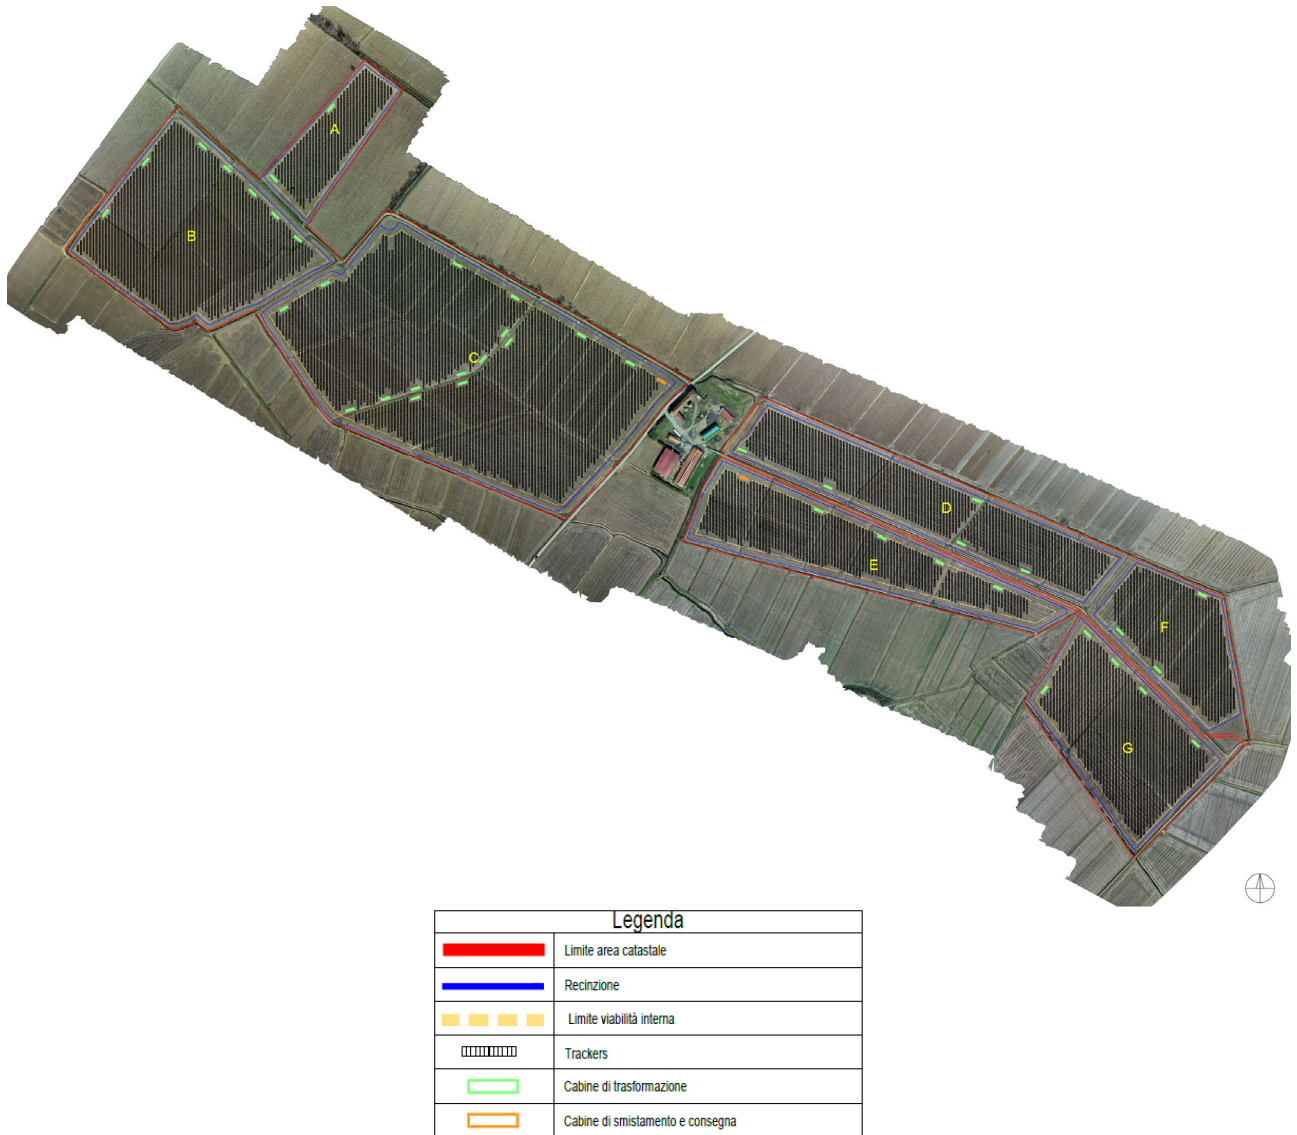 A
B
C
D
E
F
G
Legenda
Limite area catastale
Recinzione
Limite viabilità interna
Trackers
Cabine di trasformazione
Cabine di smistamento e consegna